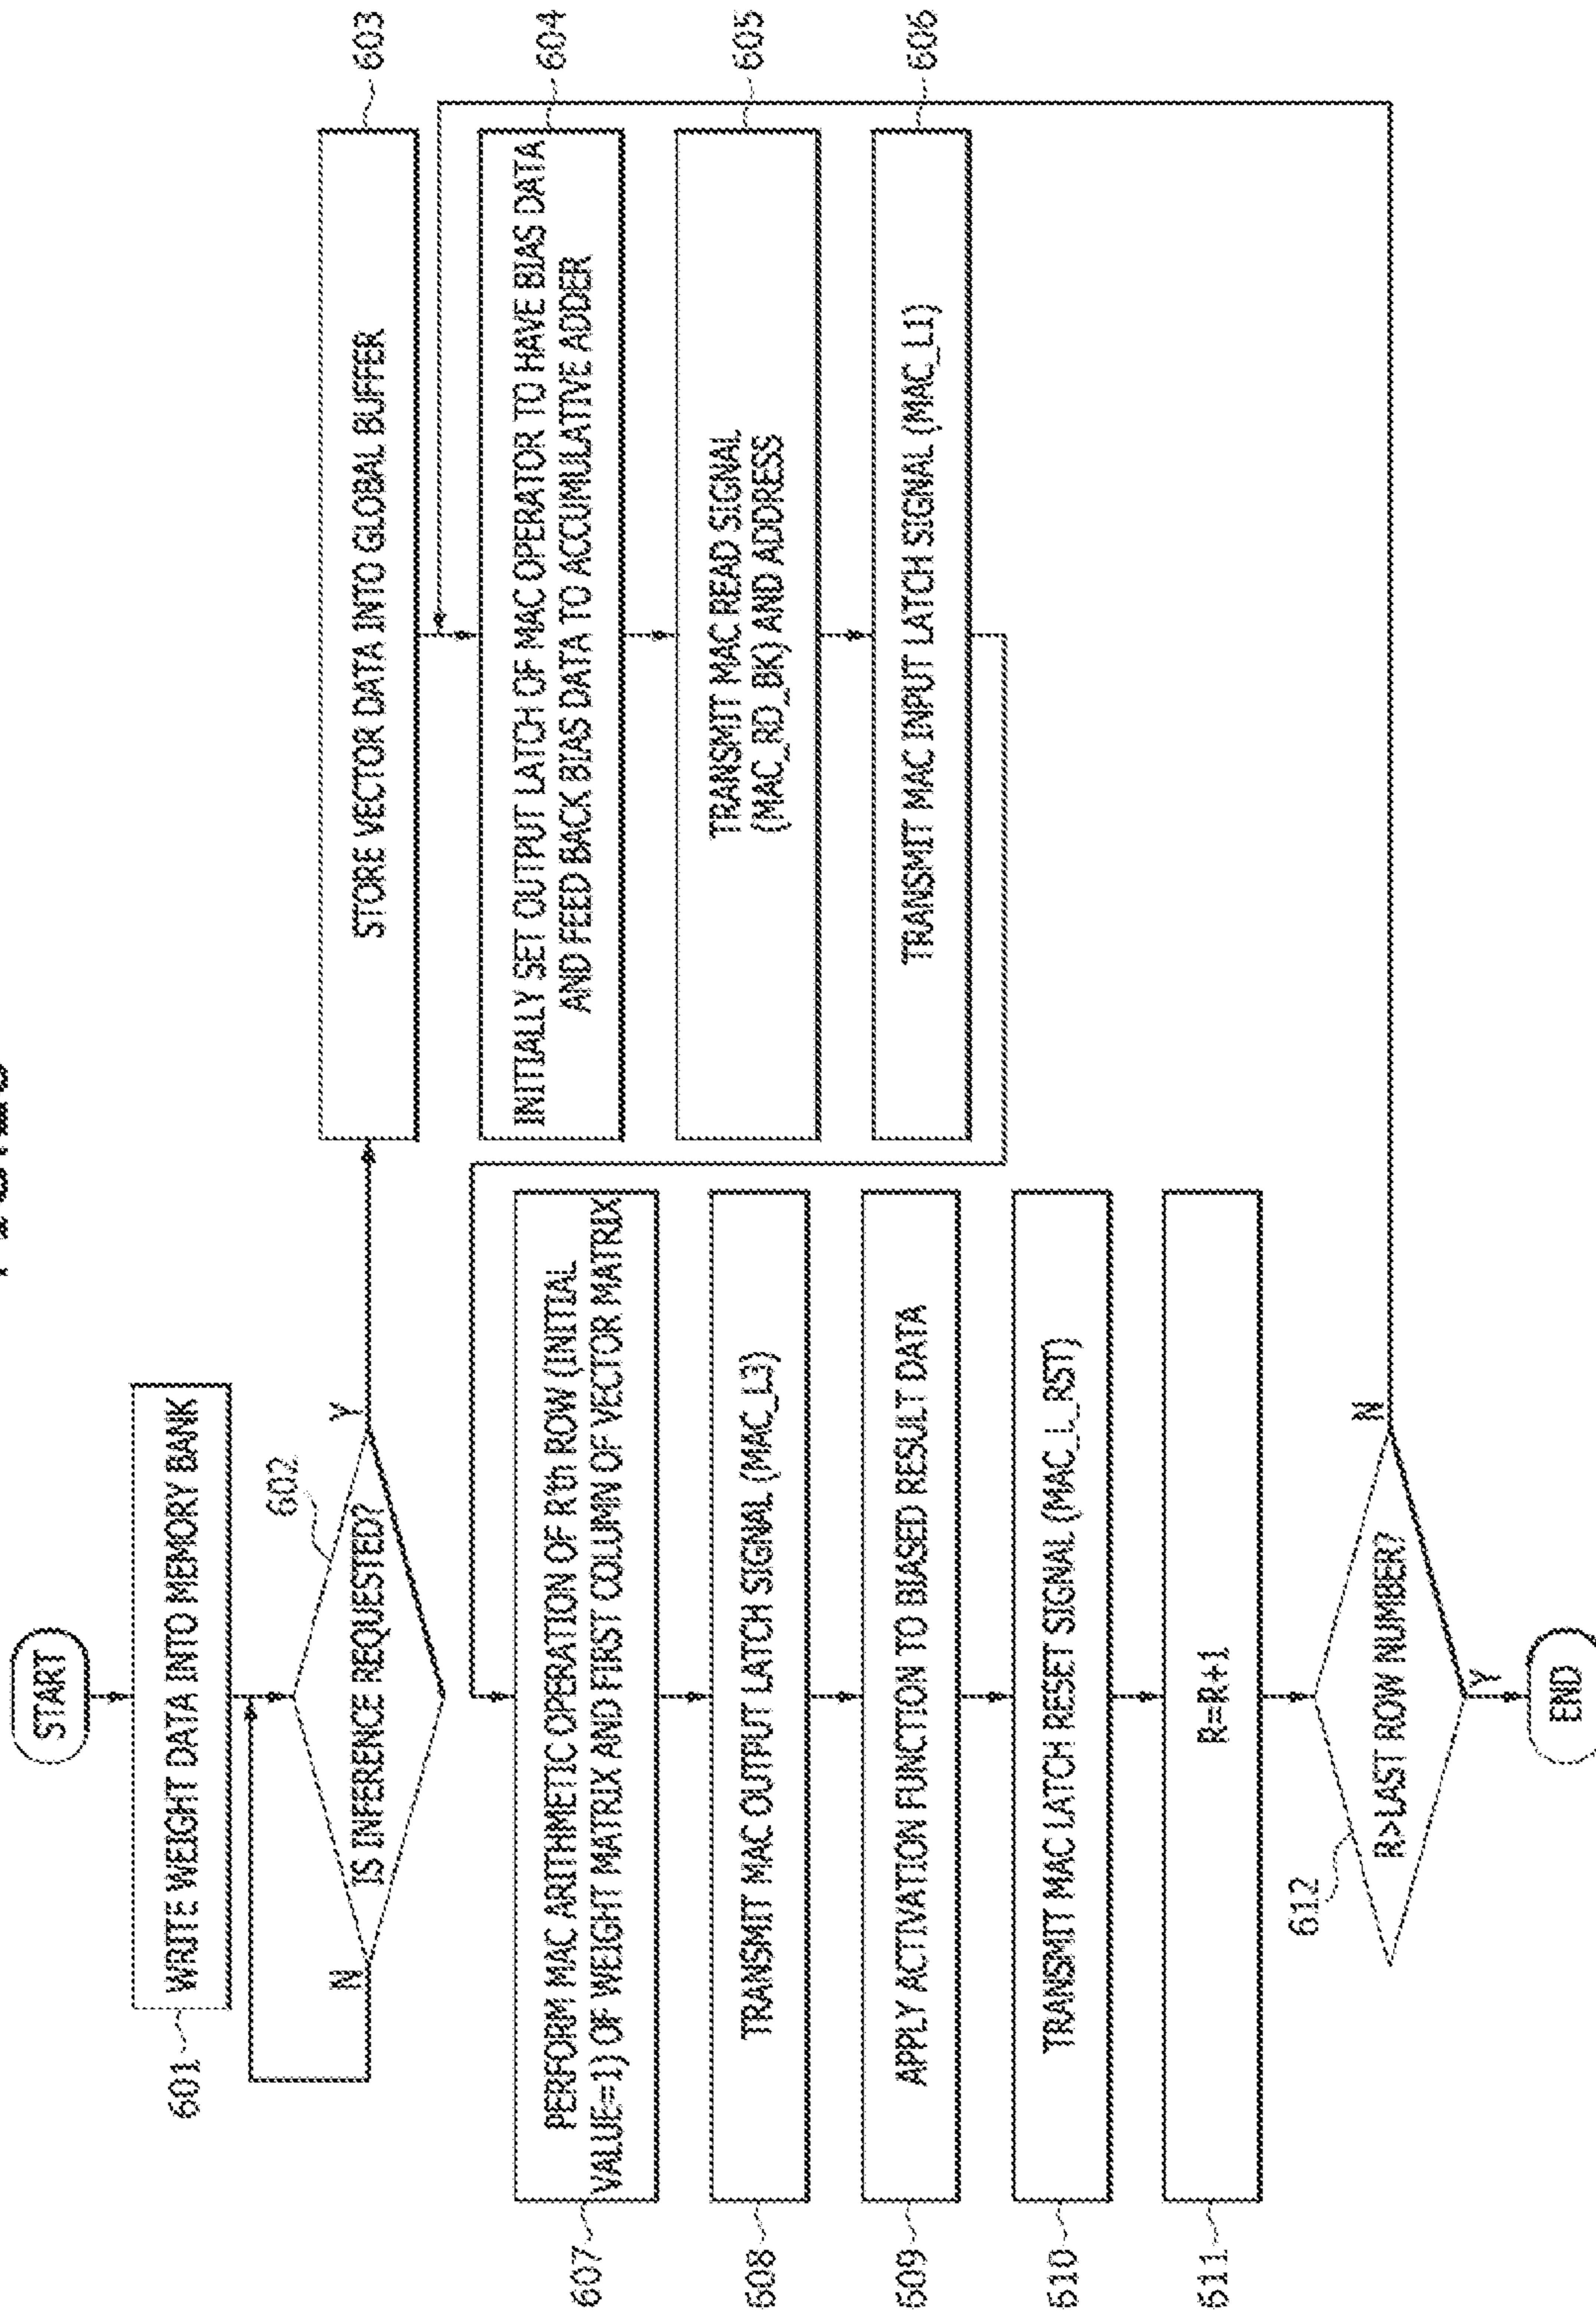 START
601
WRITE WEIGHT DATA INTO MEMORY BANK
602
IS INFERENCE REQUESTED?
N
Y
603
STORE VECTOR DATA INTO GLOBAL BUFFER
604
INITIALLY SET OUTPUT LATCH OF MAC OPERATOR TO HAVE BIAS DATA
AND FEED BACK BIAS DATA TO ACCUMULATIVE ADDER
605
TRANSMIT MAC READ SIGNAL
(MAC_RD_BK) AND ADDRESS
606
TRANSMIT MAC INPUT LATCH SIGNAL (MAC_L1)
607
PERFORM MAC ARITHMETIC OPERATION OF R'th ROW (INITIAL
VALUE=1) OF WEIGHT MATRIX AND FIRST COLUMN OF VECTOR MATRIX
608
TRANSMIT MAC OUTPUT LATCH SIGNAL (MAC_L3)
609
APPLY ACTIVATION FUNCTION TO BIASED RESULT DATA
610
TRANSMIT MAC LATCH RESET SIGNAL (MAC_L_RST)
611
R=R+1
612
R>LAST ROW NUMBER?
N
Y
END